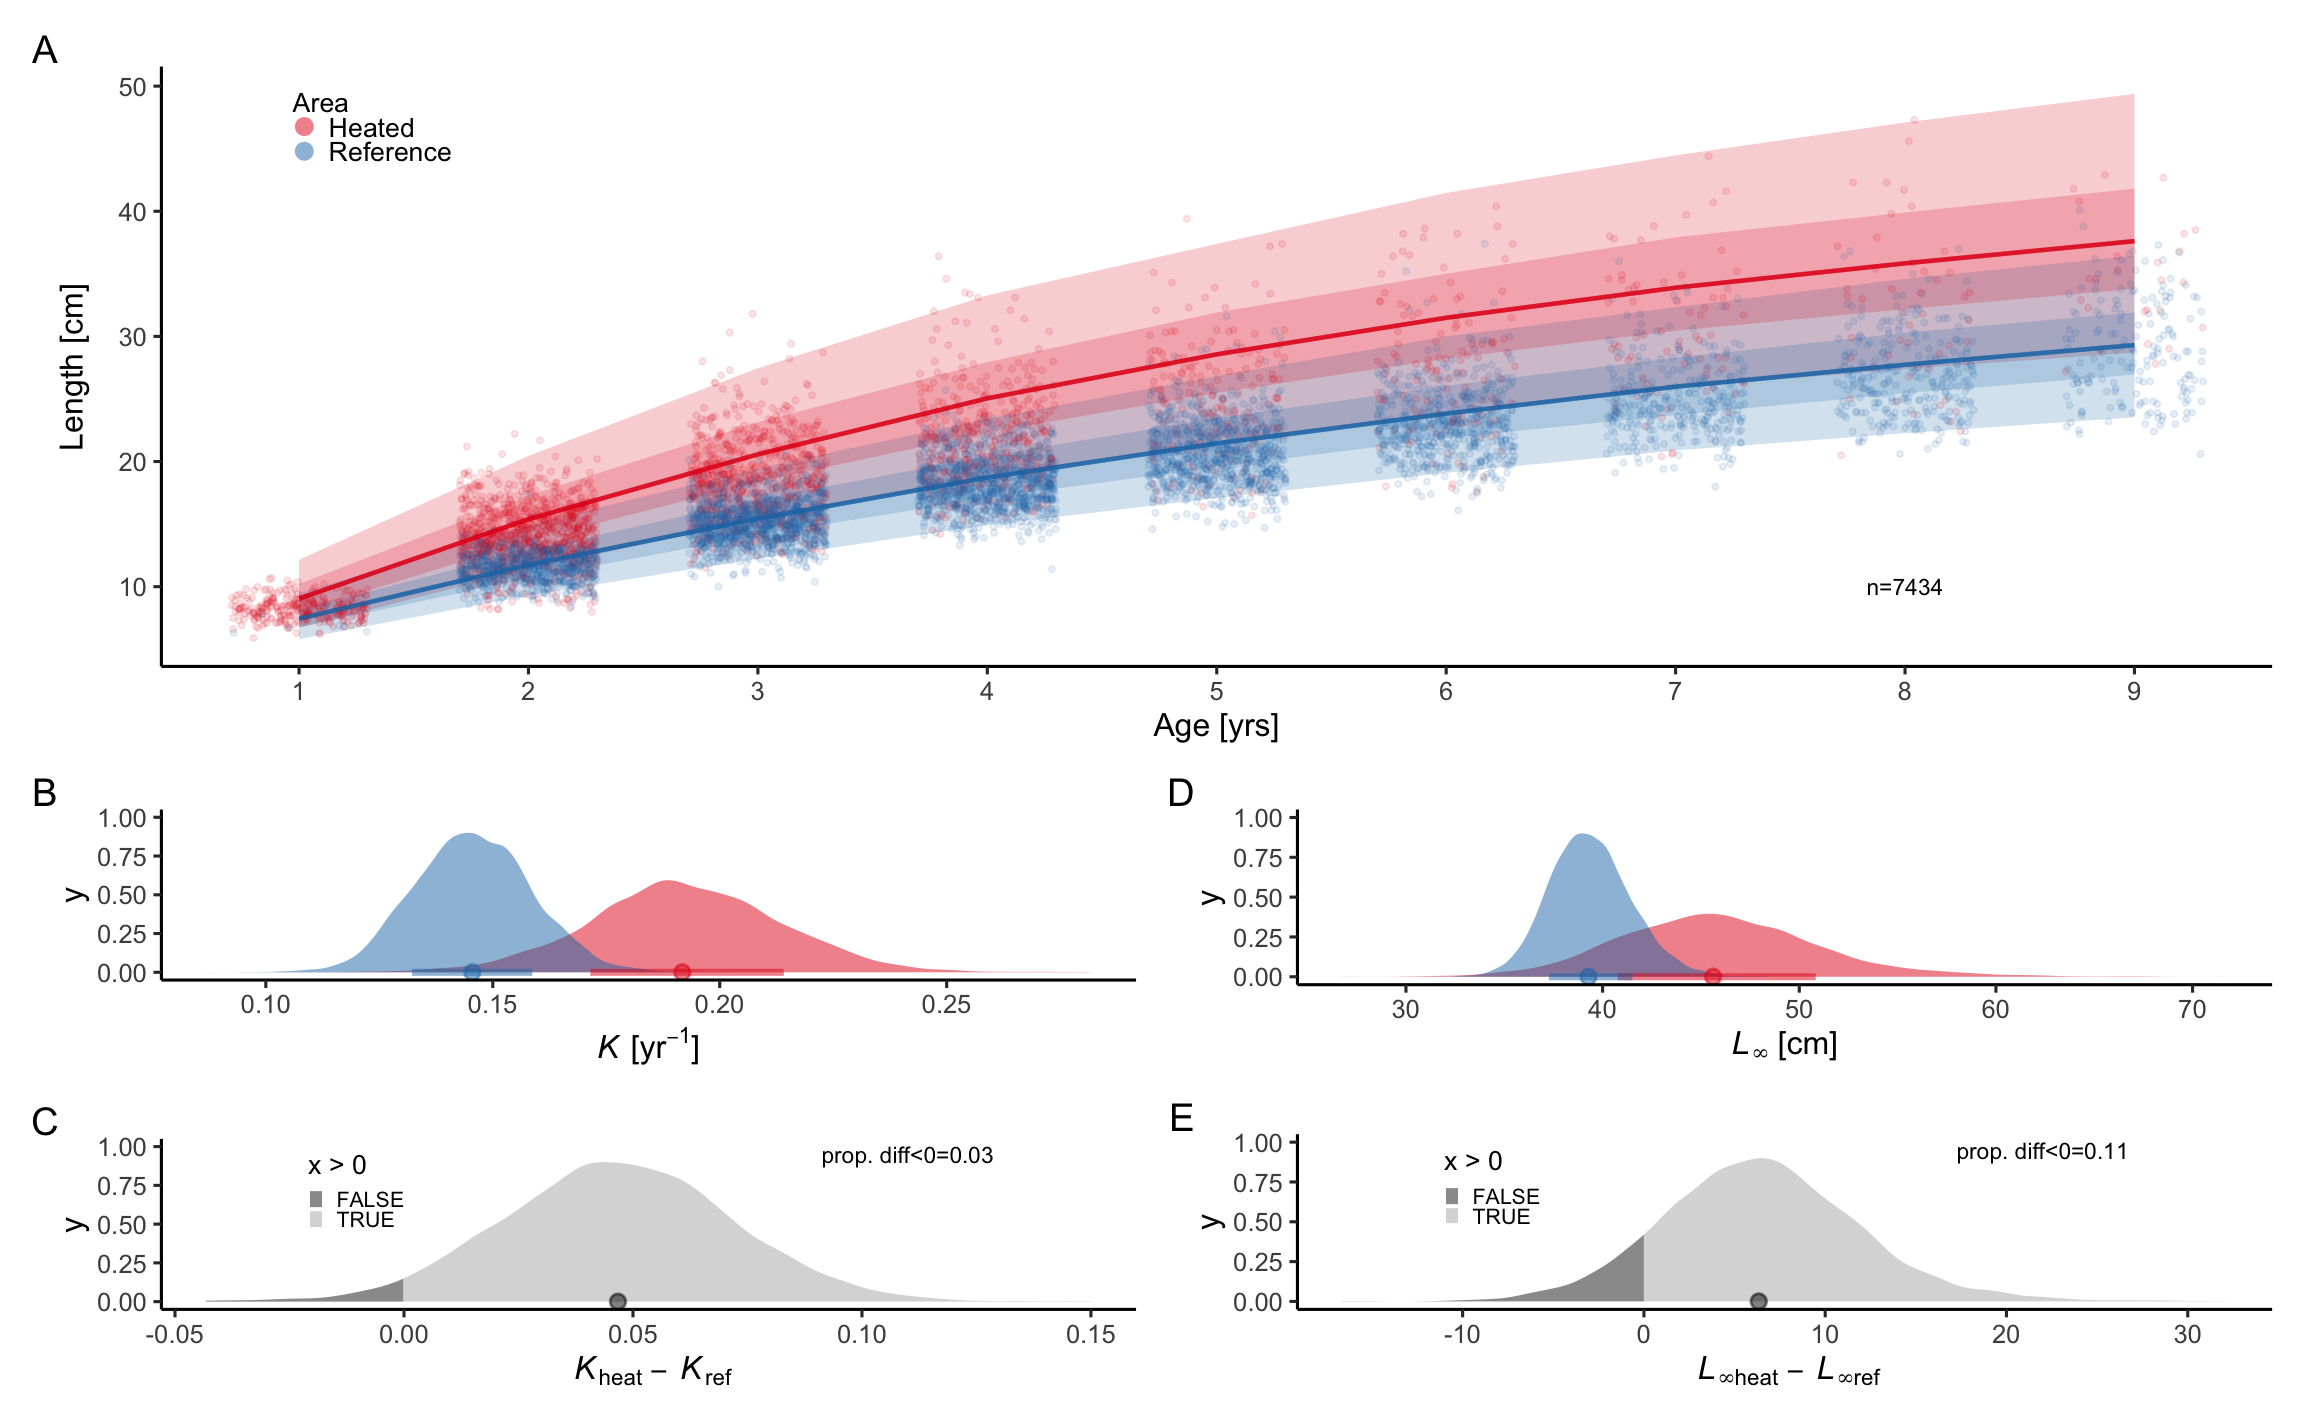 A
50
40
30
20
10
Length [cm]
Area
Heated
Reference
n=7434
1 2 3 4 5 6 7 8 9
Age [yrs]
B
1.00
0.75
0.50
0.25
0.00
y
0.10 0.15 0.20 0.25
K [yr⁻¹]
D
1.00
0.75
0.50
0.25
0.00
y
30 40 50 60 70
L∞ [cm]
C
1.00
0.75
0.50
0.25
0.00
y
x > 0
FALSE
TRUE
prop. diff<0=0.03
-0.05 0.00 0.05 0.10 0.15
Kheat − Kref
E
1.00
0.75
0.50
0.25
0.00
y
x > 0
FALSE
TRUE
prop. diff<0=0.11
-10 0 10 20 30
L∞heat − L∞ref